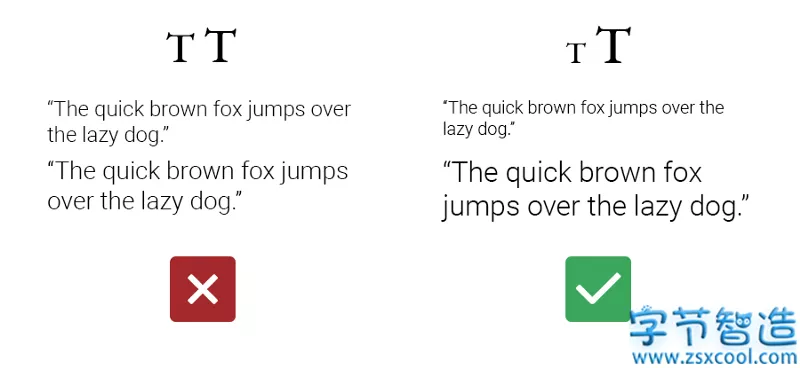 T T
“The quick brown fox jumps over
the lazy dog.”
“The quick brown fox jumps
over the lazy dog.”
T T
“The quick brown fox jumps over the
lazy dog.”
“The quick brown fox
jumps over the lazy dog.”
字节智造
www.zsxcool.com